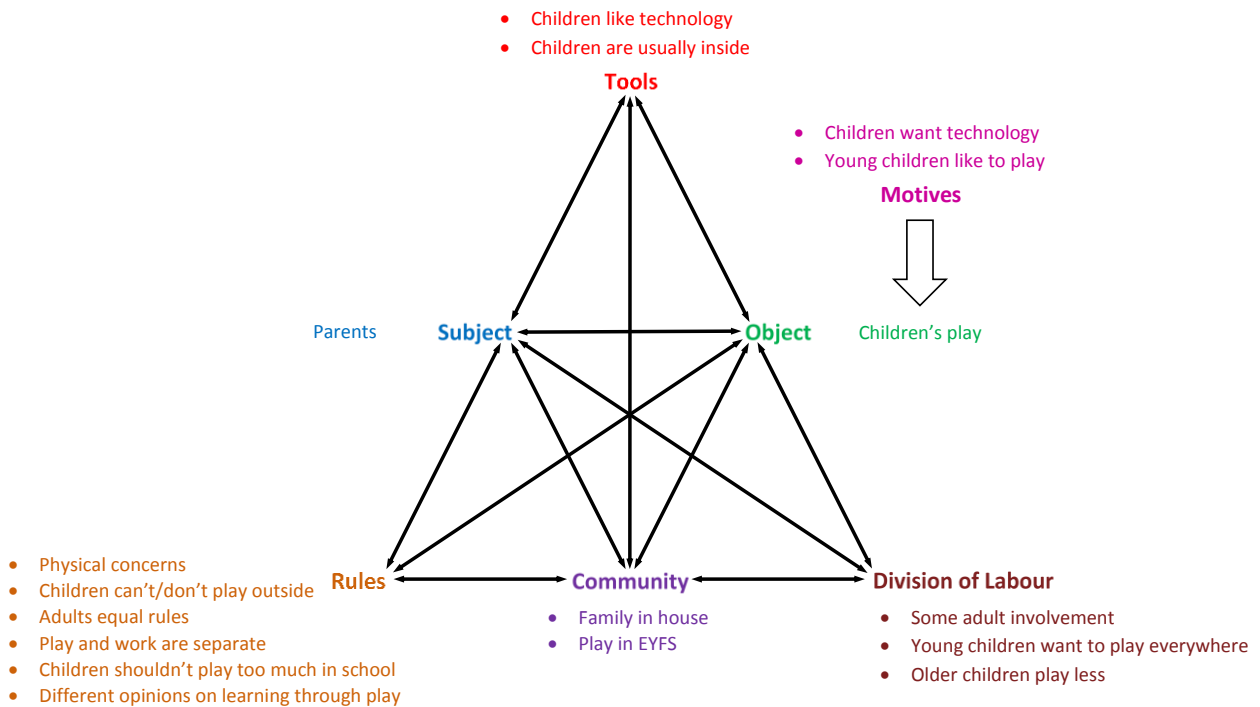 • Children like technology
• Children are usually inside
Tools
• Children want technology
• Young children like to play
Motives
Parents
Subject
Object
Children’s play
• Physical concerns
• Children can’t/don’t play outside
• Adults equal rules
• Play and work are separate
• Children shouldn’t play too much in school
• Different opinions on learning through play
Rules
Community
• Family in house
• Play in EYFS
Division of Labour
• Some adult involvement
• Young children want to play everywhere
• Older children play less